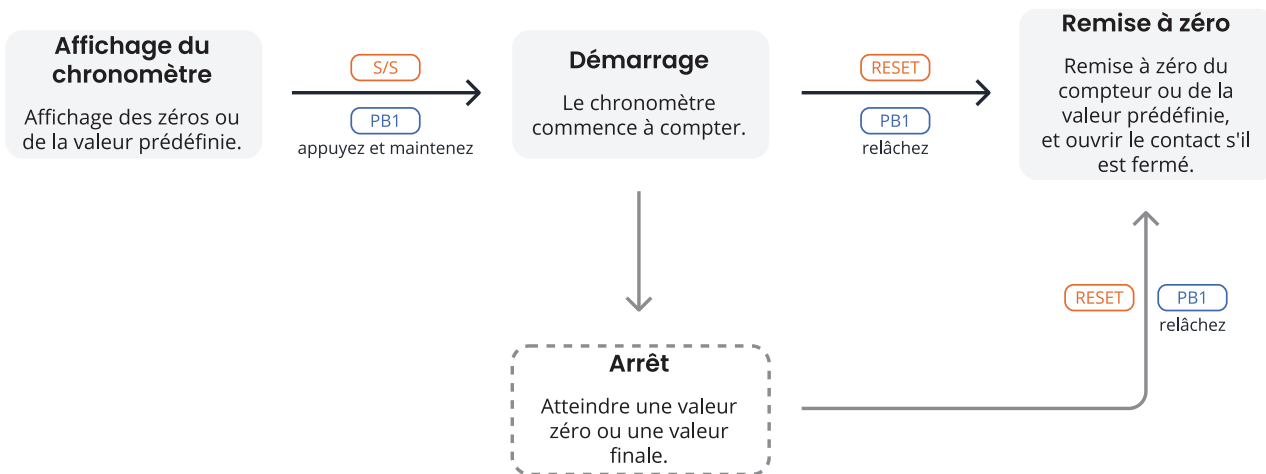 Affichage du
chronomètre
Affichage des zéros ou
de la valeur prédéfinie.
S/S
PB1
appuyez et maintenez
Démarrage
Le chronomètre
commence à compter.
RESET
PB1
relâchez
Remise à zéro
Remise à zéro du
compteur ou de la
valeur prédéfinie,
et ouvrir le contact s'il
est fermé.
RESET
PB1
relâchez
Arrêt
Atteindre une valeur
zéro ou une valeur
finale.